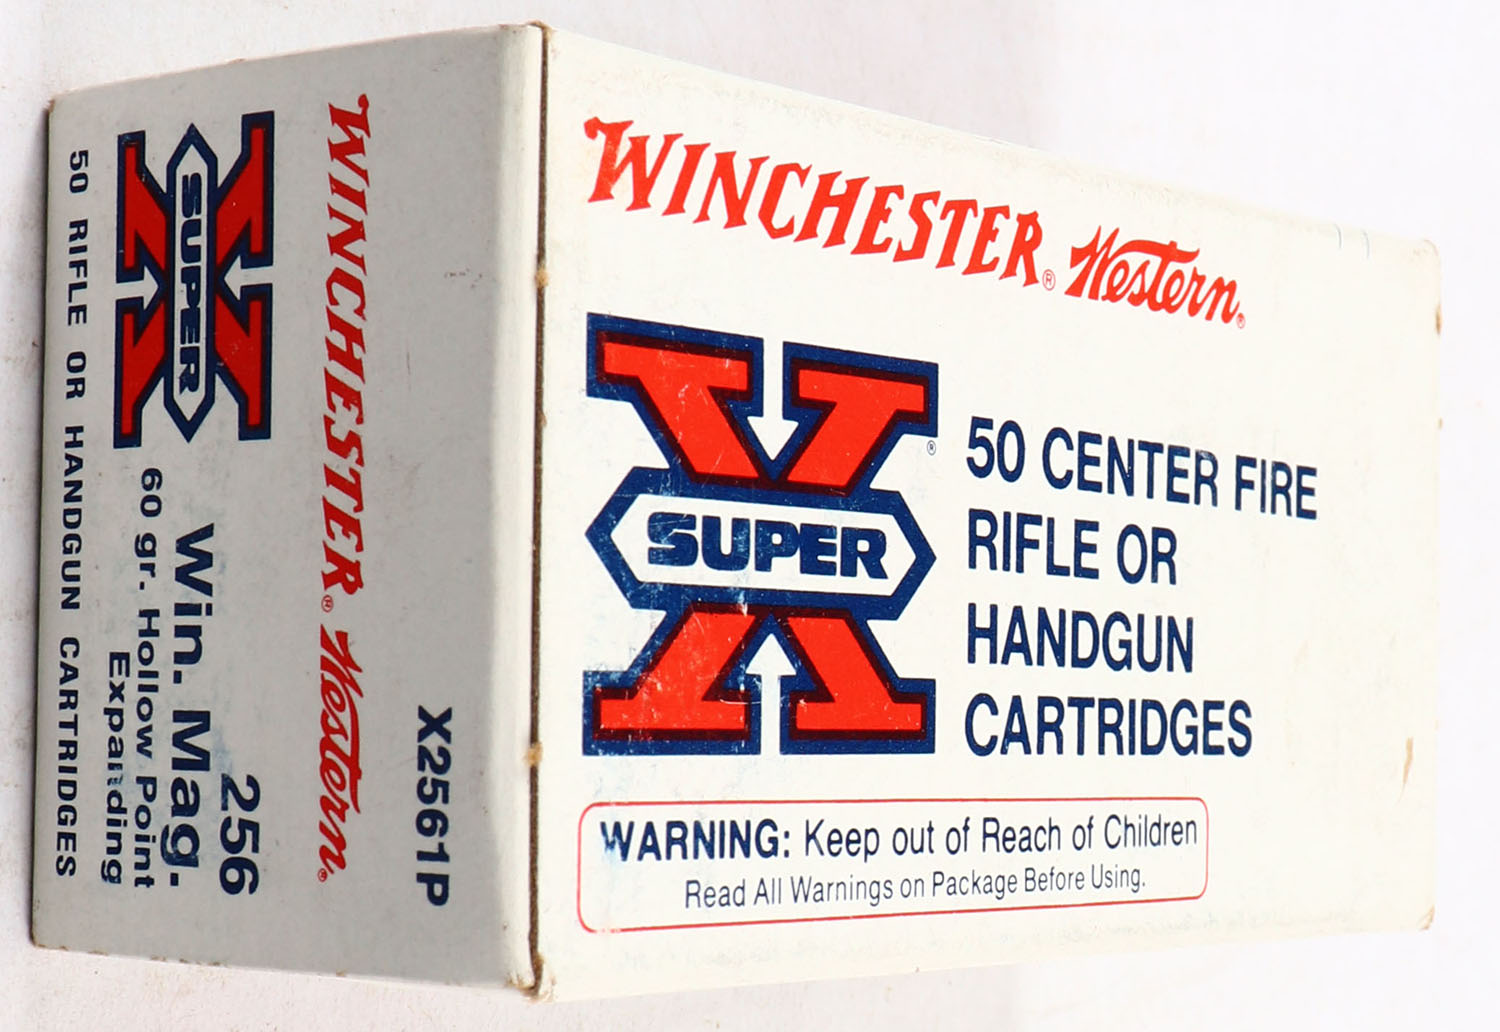 WINCHESTER® Western®
SUPER X®
50 CENTER FIRE
RIFLE OR
HANDGUN
CARTRIDGES
WARNING: Keep out of Reach of Children
Read All Warnings on Package Before Using.
X2561P
WINCHESTER® Western®
SUPER X
256
Win. Mag.
60 gr. Hollow Point
Expanding
50 RIFLE OR HANDGUN CARTRIDGES